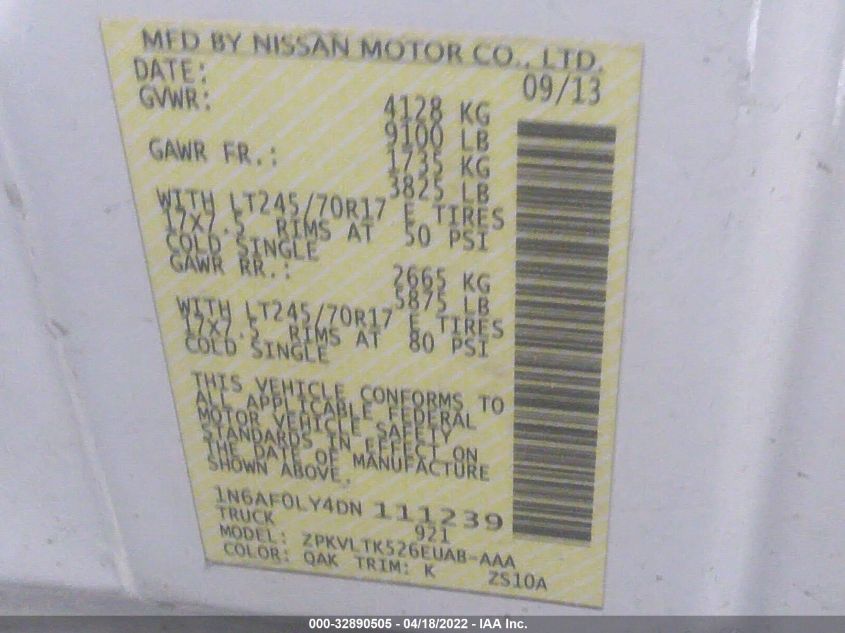 MFD BY NISSAN MOTOR CO., LTD.
DATE: 09/13
GVWR: 4128 KG
9100 LB
GAWR FR.: 1735 KG
3825 LB
WITH LT245/70R17 E TIRES
17X7.5 RIMS AT 50 PSI
COLD SINGLE
GAWR RR.: 2665 KG
5875 LB
WITH LT245/70R17 E TIRES
17X7.5 RIMS AT 80 PSI
COLD SINGLE
THIS VEHICLE CONFORMS TO
ALL APPLICABLE FEDERAL
MOTOR VEHICLE SAFETY
STANDARDS IN EFFECT ON
THE DATE OF MANUFACTURE
SHOWN ABOVE.
1N6AF0LY4DN 111239
TRUCK 921
MODEL: ZPKVLTK526EUAB-AAA
COLOR: QAK TRIM: K ZS10A
000-32890505 - 04/18/2022 - IAA Inc.